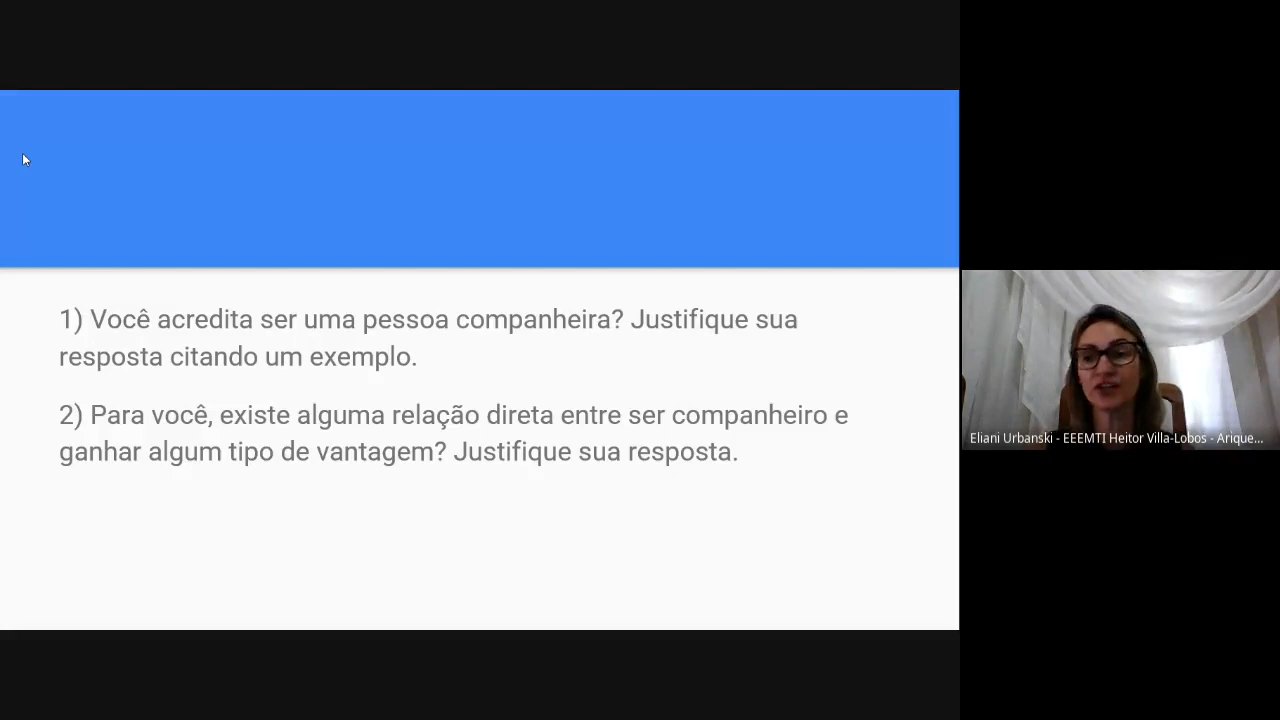 1) Você acredita ser uma pessoa companheira? Justifique sua
resposta citando um exemplo.
2) Para você, existe alguma relação direta entre ser companheiro e
ganhar algum tipo de vantagem? Justifique sua resposta.
Eliani Urbanski - EEEMTI Heitor Villa-Lobos - Arique...